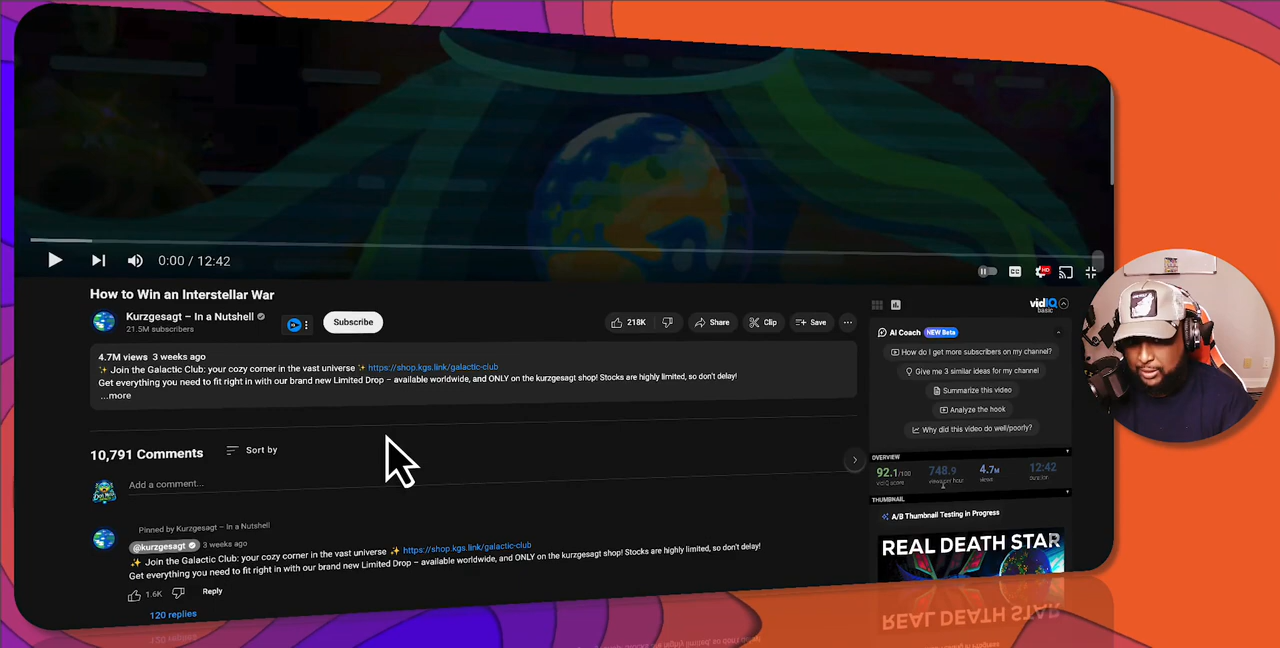 0:00 / 12:42
How to Win an Interstellar War
Kurzgesagt – In a Nutshell
21.5M subscribers
Subscribe
218K
Share
Clip
Save
4.7M views 3 weeks ago
✨ Join the Galactic Club: your cozy corner in the vast universe ✨ https://shop.kgs.link/galactic-club
Get everything you need to fit right in with our brand new Limited Drop – available worldwide, and ONLY on the kurzgesagt shop! Stocks are highly limited, so don't delay!
...more
10,791 Comments
Sort by
Add a comment...
Pinned by Kurzgesagt – In a Nutshell
@kurzgesagt 3 weeks ago
✨ Join the Galactic Club: your cozy corner in the vast universe ✨ https://shop.kgs.link/galactic-club
Get everything you need to fit right in with our brand new Limited Drop – available worldwide, and ONLY on the kurzgesagt shop! Stocks are highly limited, so don't delay!
1.6K
Reply
120 replies
CC
HD
vidIQ
basic
AI Coach NEW Beta
How do I get more subscribers on my channel?
Give me 3 similar ideas for my channel
Summarize this video
Analyze the hook
Why did this video do well/poorly?
OVERVIEW
92.1/100
vidIQ score
748.9
views per hour
4.7M
views
12:42
duration
THUMBNAIL
A/B Thumbnail Testing in Progress
REAL DEATH STAR